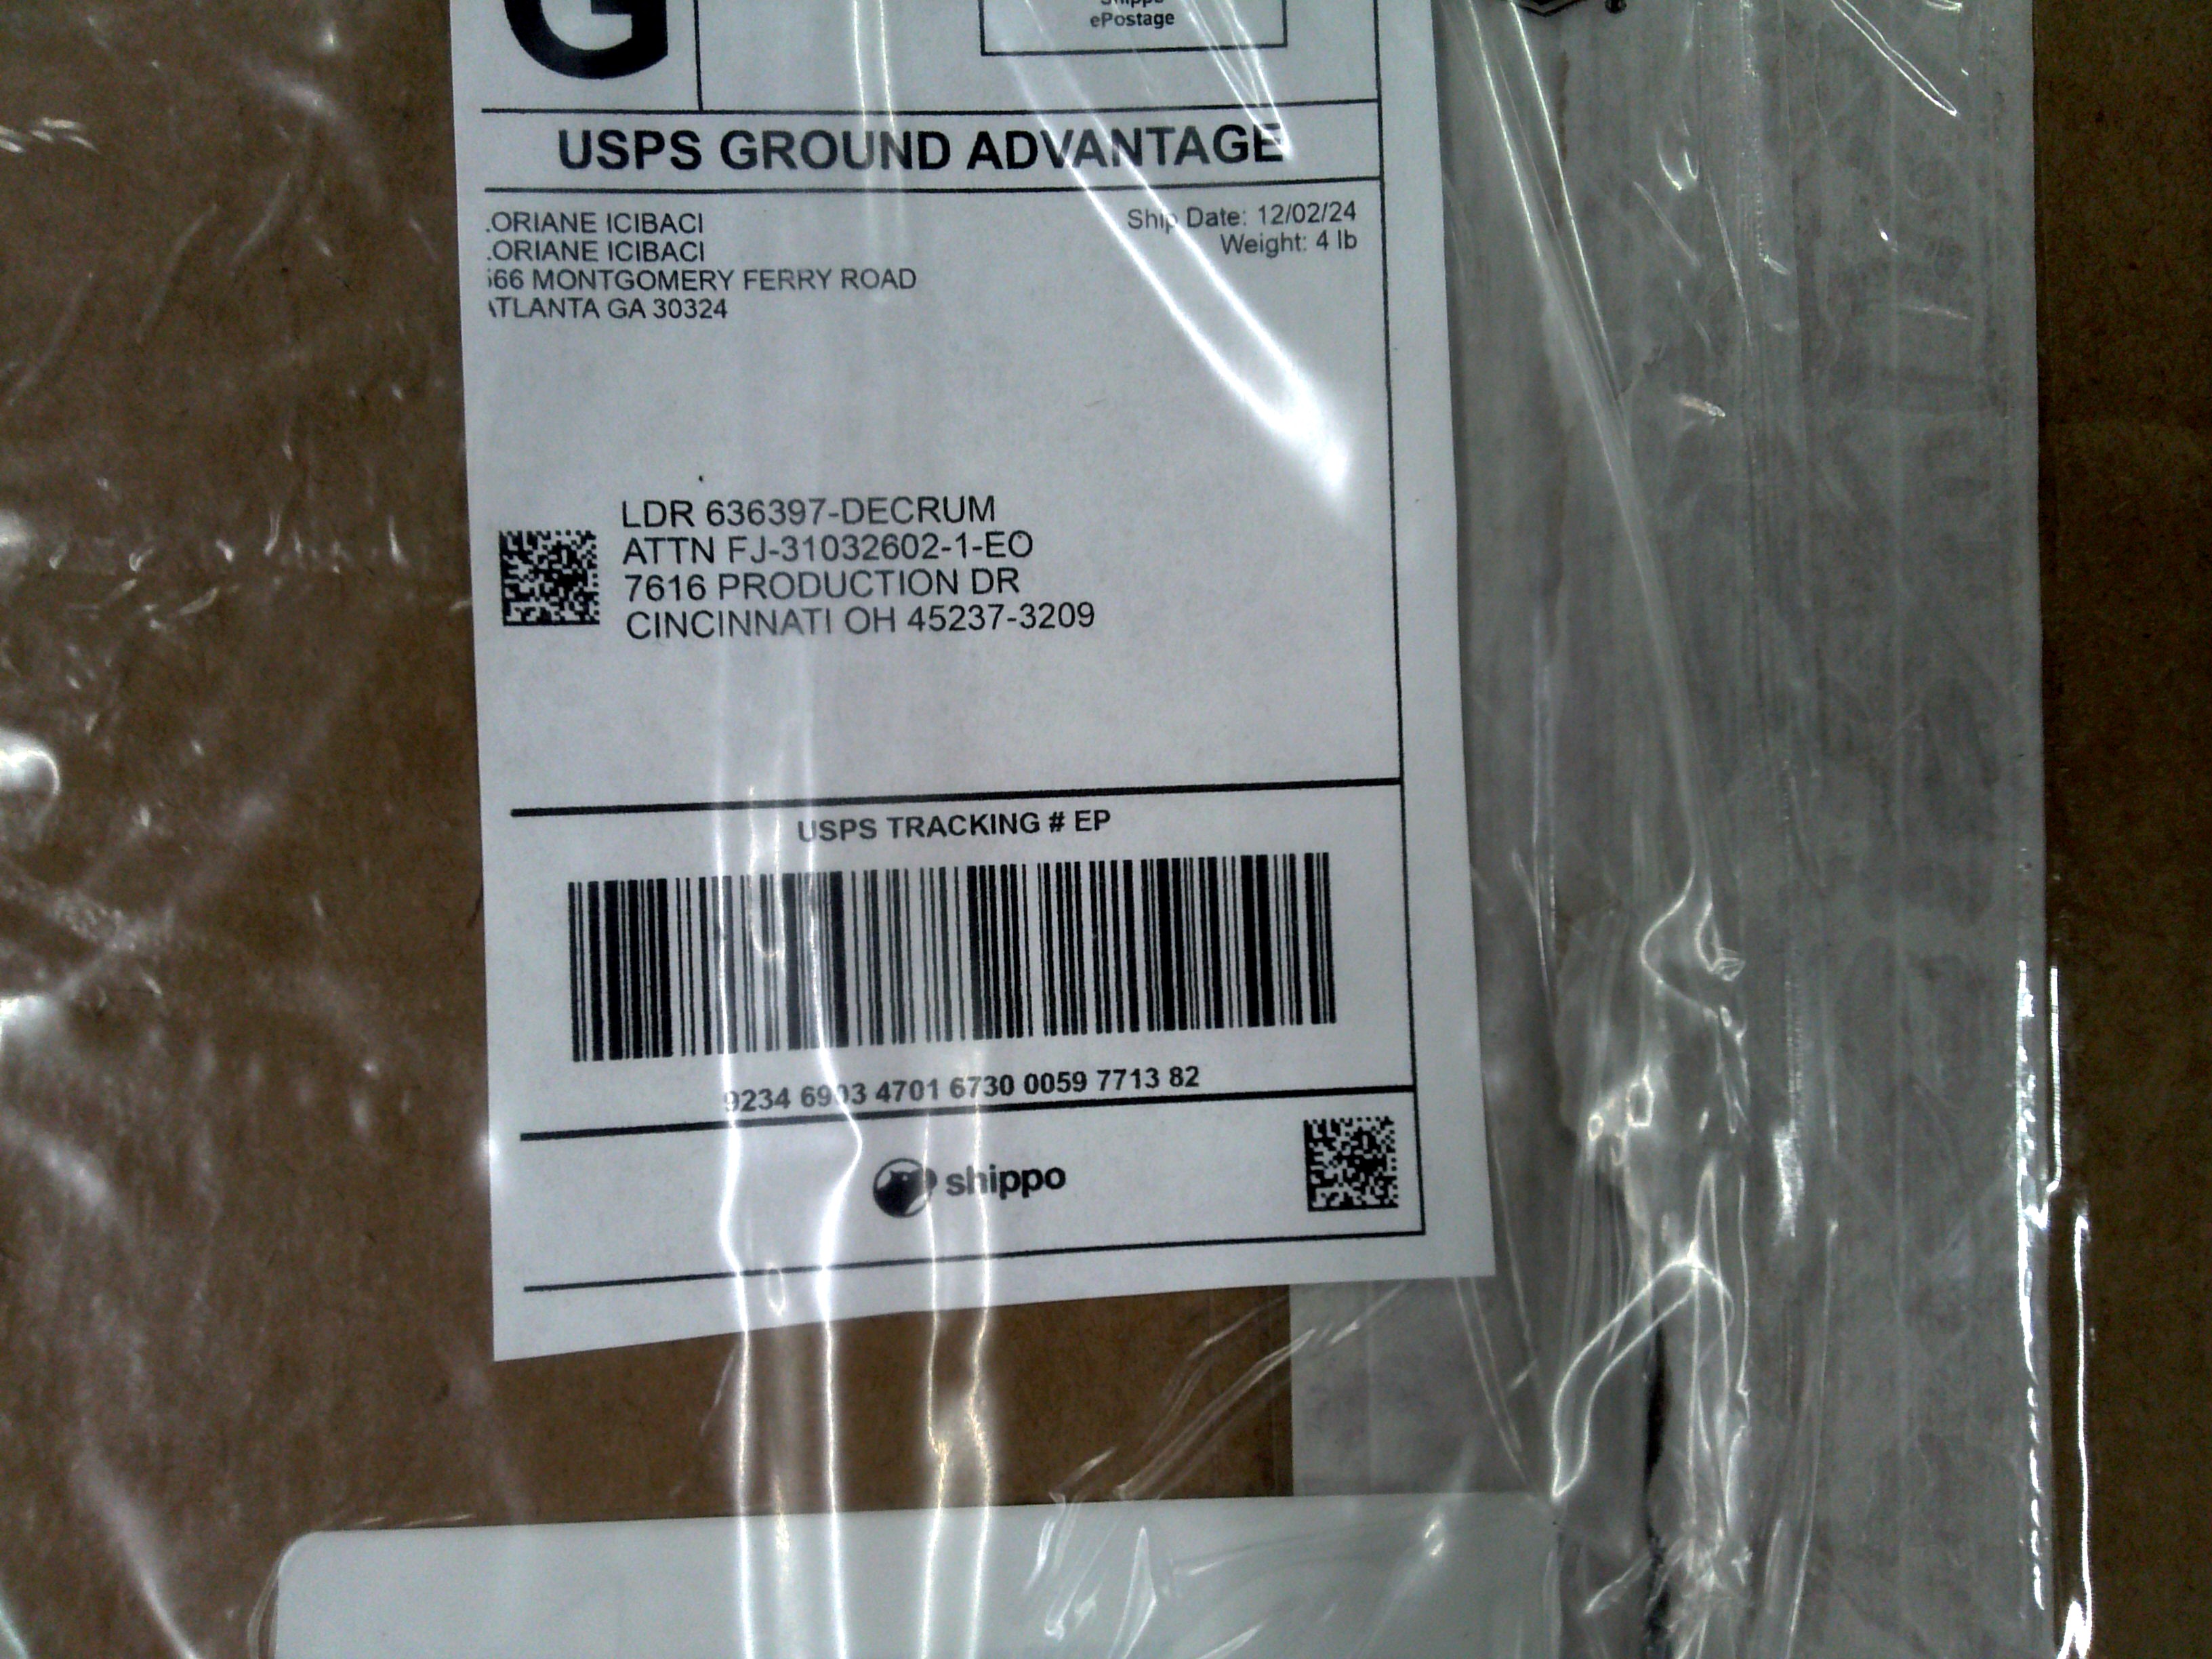 G
ePostage
USPS GROUND ADVANTAGE
ORIANE ICIBACI
ORIANE ICIBACI
66 MONTGOMERY FERRY ROAD
ATLANTA GA 30324
Ship Date: 12/02/24
Weight: 4 lb
LDR 636397-DECRUM
ATTN FJ-31032602-1-EO
7616 PRODUCTION DR
CINCINNATI OH 45237-3209
USPS TRACKING # EP
9234 6903 4701 6730 0059 7713 82
shippo